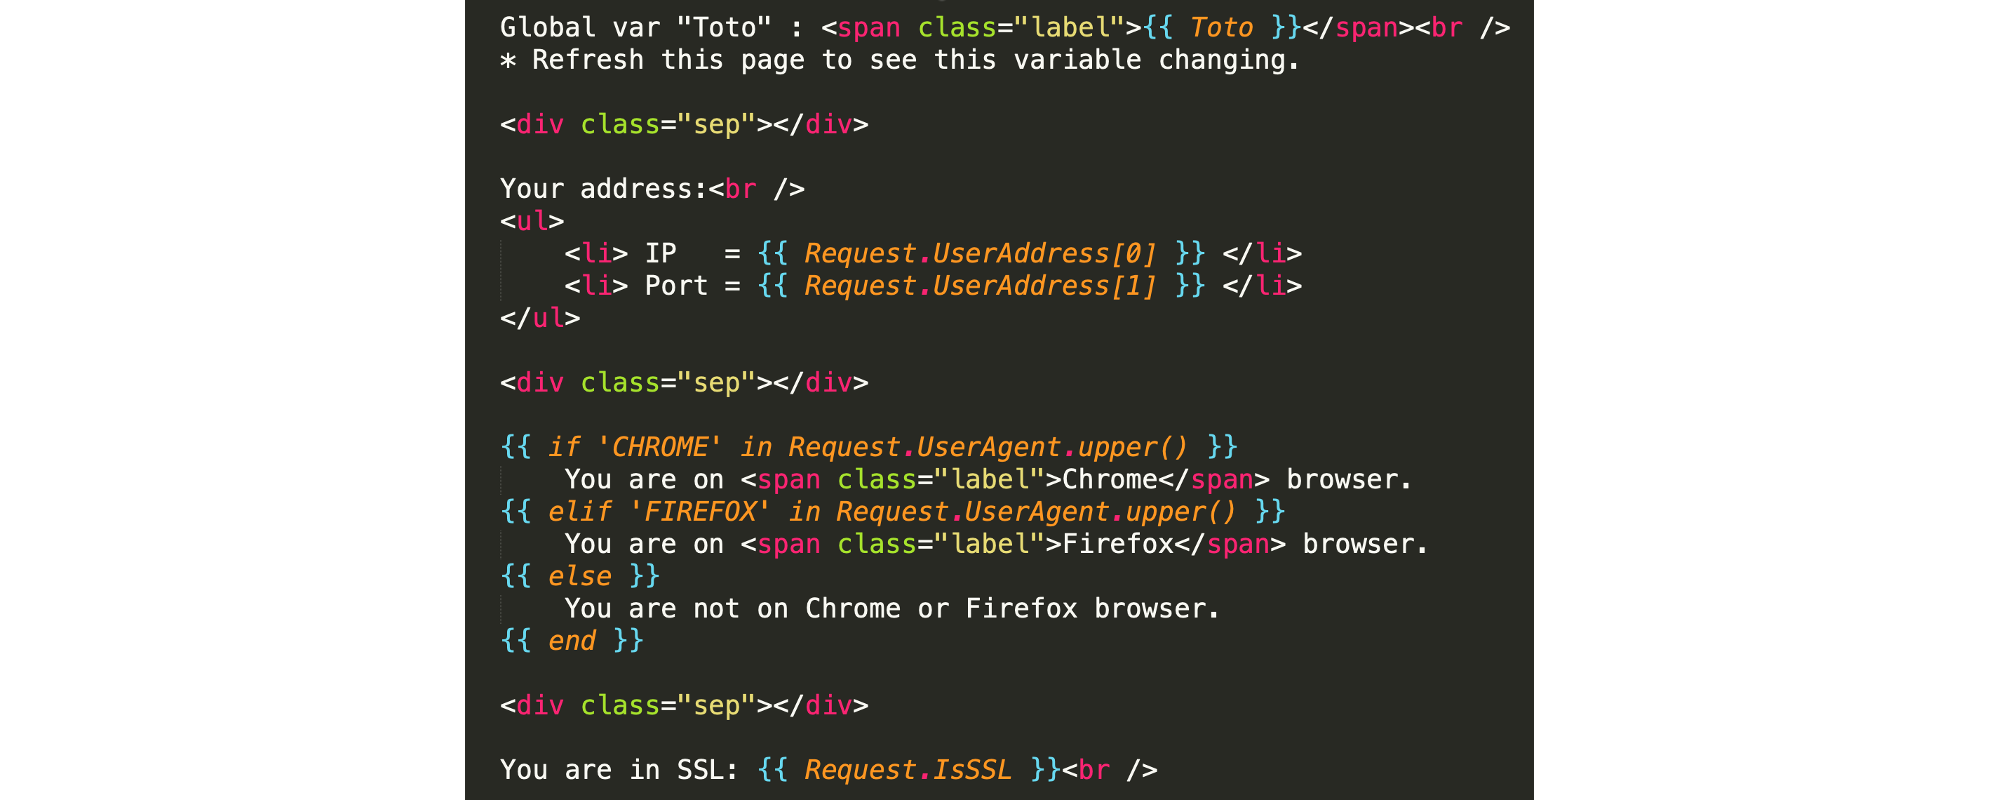 Global var "Toto" : <span class="label">{{ Toto }}</span><br />
* Refresh this page to see this variable changing.
<div class="sep"></div>
Your address:<br />
<ul>
<li> IP   = {{ Request.UserAddress[0] }} </li>
<li> Port = {{ Request.UserAddress[1] }} </li>
</ul>
<div class="sep"></div>
{{ if 'CHROME' in Request.UserAgent.upper() }}
You are on <span class="label">Chrome</span> browser.
{{ elif 'FIREFOX' in Request.UserAgent.upper() }}
You are on <span class="label">Firefox</span> browser.
{{ else }}
You are not on Chrome or Firefox browser.
{{ end }}
<div class="sep"></div>
You are in SSL: {{ Request.IsSSL }}<br />